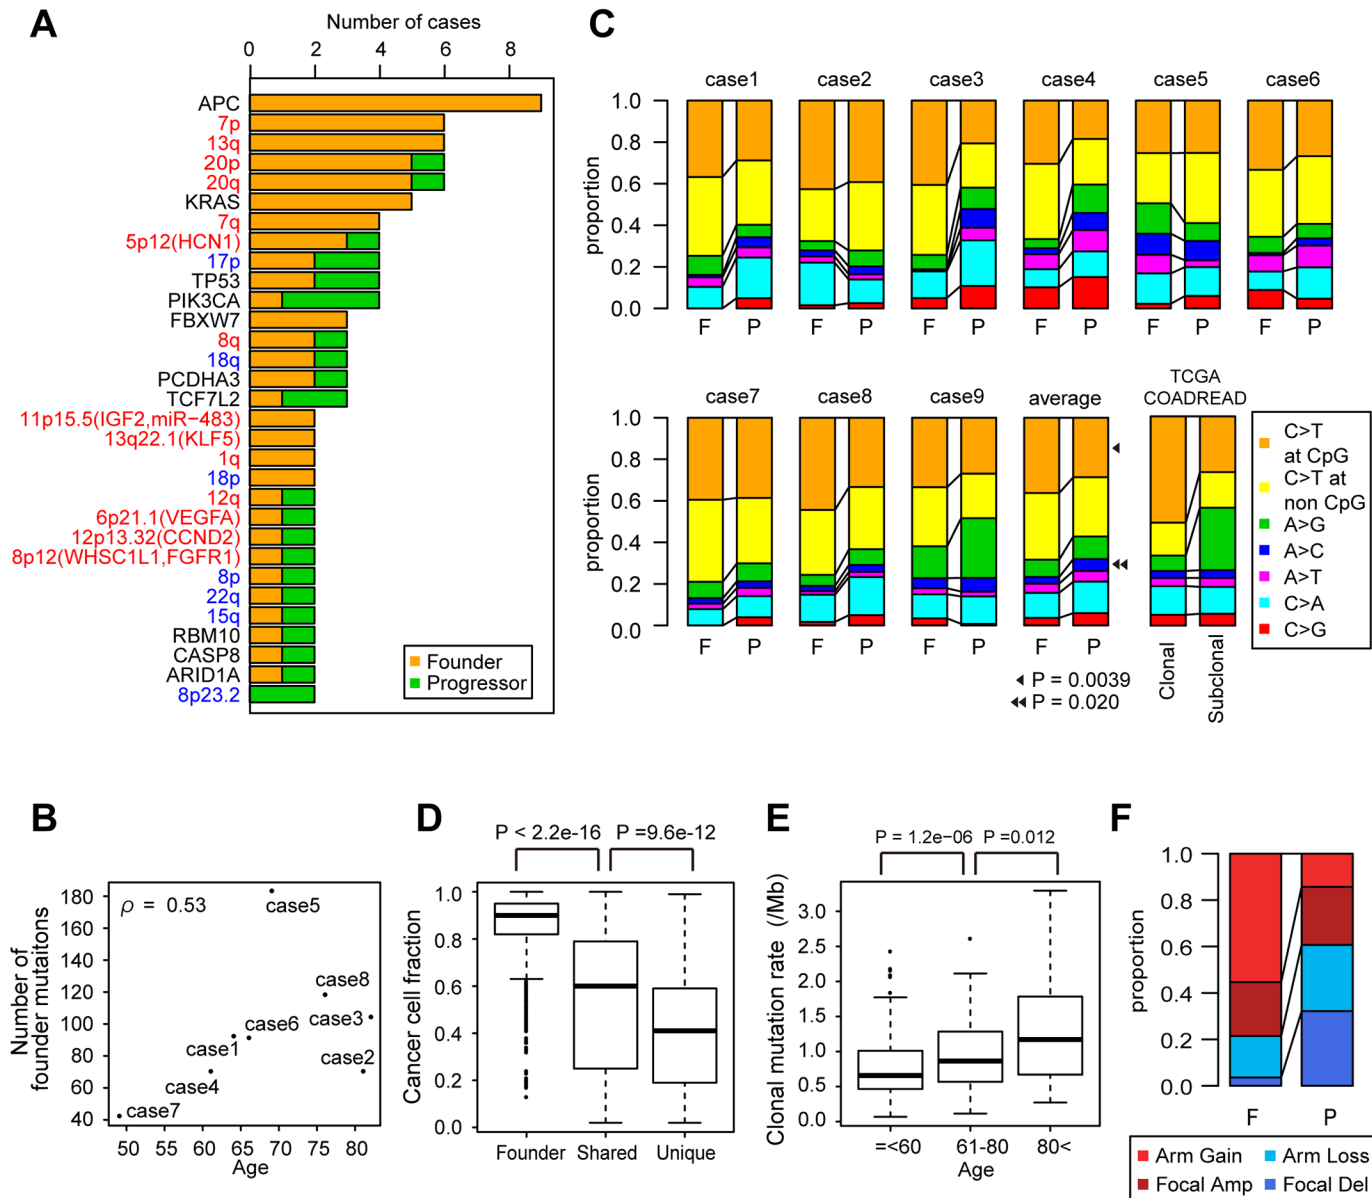 A
Number of cases
0 2 4 6 8
APC
7p
13q
20p
20q
KRAS
7q
5p12(HCN1)
17p
TP53
PIK3CA
FBXW7
8q
18q
PCDHA3
TCF7L2
11p15.5(IGF2,miR−483)
13q22.1(KLF5)
1q
18p
12q
6p21.1(VEGFA)
12p13.32(CCND2)
8p12(WHSC1L1,FGFR1)
8p
22q
15q
RBM10
CASP8
ARID1A
8p23.2
Founder
Progressor
C
case1 case2 case3 case4 case5 case6
proportion
1.0
0.8
0.6
0.4
0.2
0.0
F P F P F P F P F P F P
case7 case8 case9 average
TCGA
COADREAD
proportion
1.0
0.8
0.6
0.4
0.2
0.0
F P F P F P F P
Clonal
Subclonal
P = 0.0039
P = 0.020
C>T
at CpG
C>T at
non CpG
A>G
A>C
A>T
C>A
C>G
B
Number of
founder mutaitons
180
160
140
120
100
80
60
40
ρ = 0.53
case5
case8
case3
case6
case1
case2
case4
case7
50 55 60 65 70 75 80
Age
D
P < 2.2e-16 P =9.6e-12
Cancer cell fraction
1.0
0.8
0.6
0.4
0.2
0.0
Founder Shared Unique
E
P = 1.2e−06 P =0.012
Clonal mutation rate (/Mb)
3.0
2.5
2.0
1.5
1.0
0.5
0.0
=<60 61-80 80<
Age
F
proportion
1.0
0.8
0.6
0.4
0.2
0.0
F P
Arm Gain Arm Loss
Focal Amp Focal Del